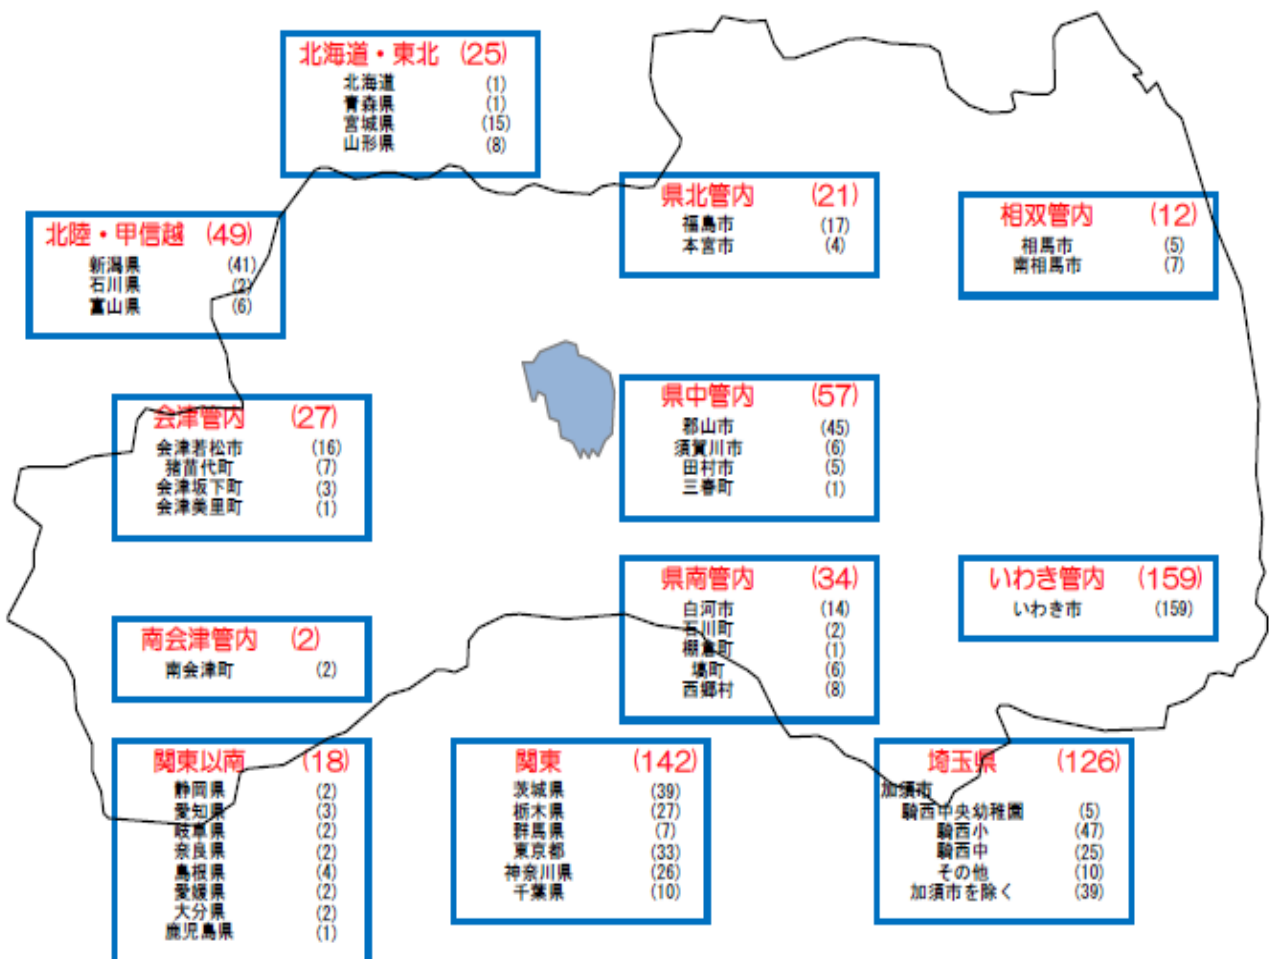 北海道・東北 (25)
北海道 (1)
青森県 (1)
宮城県 (15)
山形県 (8)
県北管内 (21)
福島市 (17)
本宮市 (4)
相双管内 (12)
相馬市 (5)
南相馬市 (7)
北陸・甲信越 (49)
新潟県 (41)
石川県 (2)
富山県 (6)
会津管内 (27)
会津若松市 (16)
猪苗代町 (7)
会津坂下町 (3)
会津美里町 (1)
県中管内 (57)
郡山市 (45)
須賀川市 (6)
田村市 (5)
三春町 (1)
県南管内 (34)
白河市 (14)
石川町 (2)
棚倉町 (1)
塙町 (6)
西郷村 (8)
いわき管内 (159)
いわき市 (159)
南会津管内 (2)
南会津町 (2)
関東以南 (18)
静岡県 (2)
愛知県 (3)
岐阜県 (2)
奈良県 (2)
島根県 (4)
愛媛県 (2)
大分県 (2)
鹿児島県 (1)
関東 (142)
茨城県 (39)
栃木県 (27)
群馬県 (7)
東京都 (33)
神奈川県 (26)
千葉県 (10)
埼玉県 (126)
加須市
騎西中央幼稚園 (5)
騎西小 (47)
騎西中 (25)
その他 (10)
加須市を除く (39)